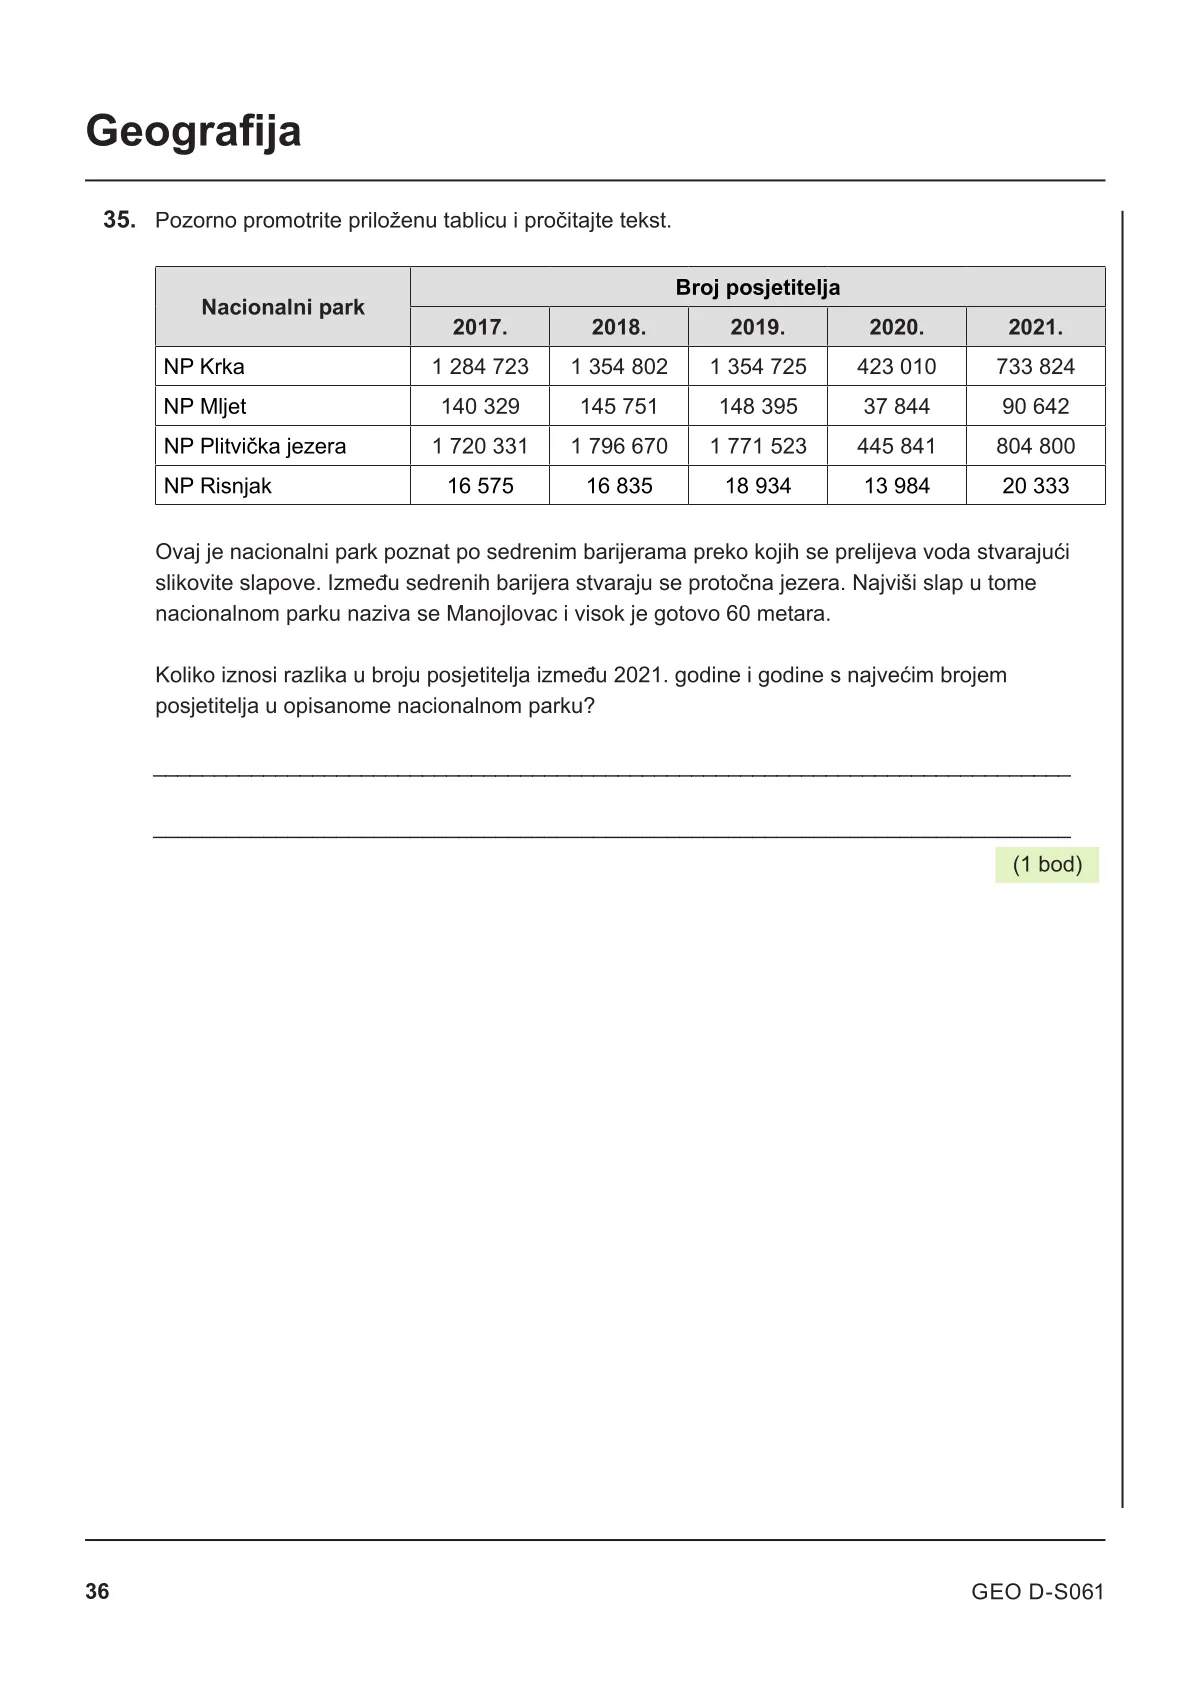 Geografija
35. Pozorno promotrite priloženu tablicu i pročitajte tekst.
Nacionalni park Broj posjetitelja
2017. 2018. 2019. 2020. 2021.
NP Krka 1 284 723 1 354 802 1 354 725 423 010 733 824
NP Mljet 140 329 145 751 148 395 37 844 90 642
NP Plitvička jezera 1 720 331 1 796 670 1 771 523 445 841 804 800
NP Risnjak 16 575 16 835 18 934 13 984 20 333
Ovaj je nacionalni park poznat po sedrenim barijerama preko kojih se prelijeva voda stvarajući
slikovite slapove. Između sedrenih barijera stvaraju se protočna jezera. Najviši slap u tome
nacionalnom parku naziva se Manojlovac i visok je gotovo 60 metara.
Koliko iznosi razlika u broju posjetitelja između 2021. godine i godine s najvećim brojem
posjetitelja u opisanome nacionalnom parku?
(1 bod)
36 GEO D-S061